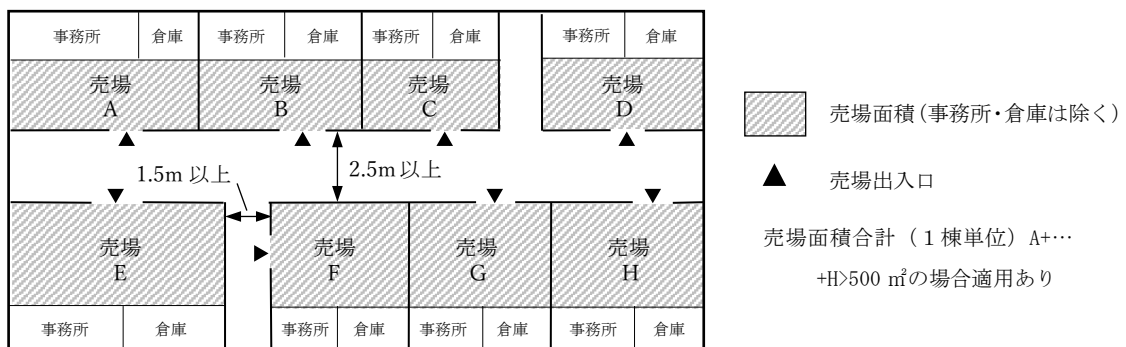 事務所 倉庫 事務所 倉庫 事務所 倉庫 事務所 倉庫
売場 売場 売場 売場
A B C D
1.5m 以上
2.5m 以上
売場 売場 売場 売場
E F G H
事務所 倉庫 事務所 倉庫 事務所 倉庫 事務所 倉庫
売場面積(事務所・倉庫は除く)
売場出入口
売場面積合計(1棟単位)A+…
+H>500 ㎡の場合適用あり